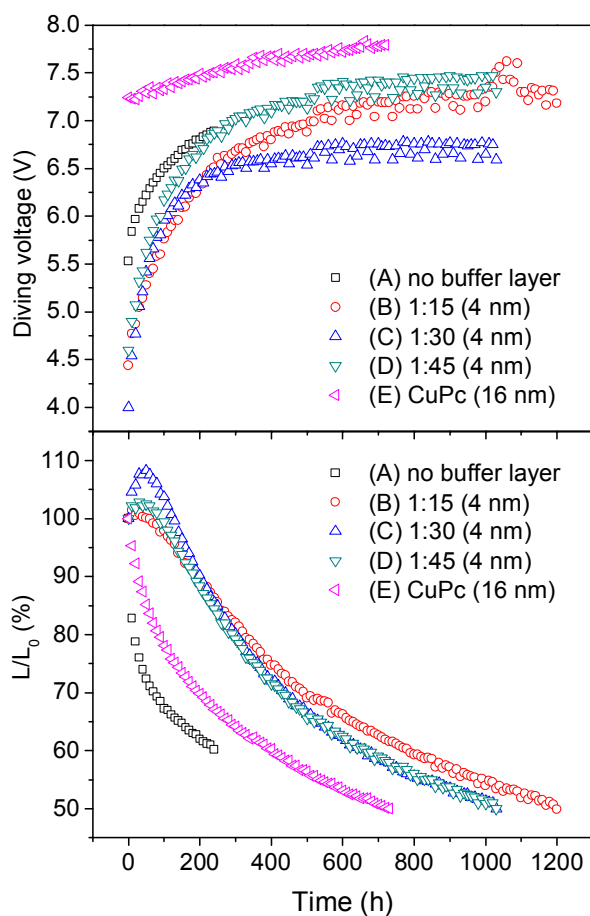 8.0
7.5
7.0
6.5
6.0
5.5
5.0
4.5
4.0
Diving voltage (V)
(A) no buffer layer
(B) 1:15 (4 nm)
(C) 1:30 (4 nm)
(D) 1:45 (4 nm)
(E) CuPc (16 nm)
110
100
90
80
70
60
50
L/L₀ (%)
(A) no buffer layer
(B) 1:15 (4 nm)
(C) 1:30 (4 nm)
(D) 1:45 (4 nm)
(E) CuPc (16 nm)
0 200 400 600 800 1000 1200
Time (h)